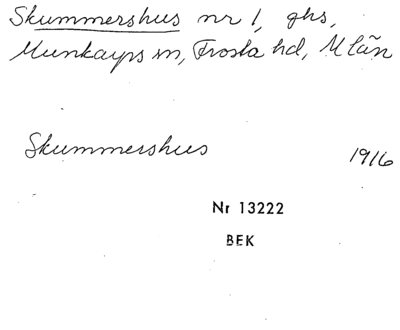 Skummershus nr 1, ghs,
Munkarps sn, Frosta hd, M län
Skummershus 1916
Nr 13222
BEK